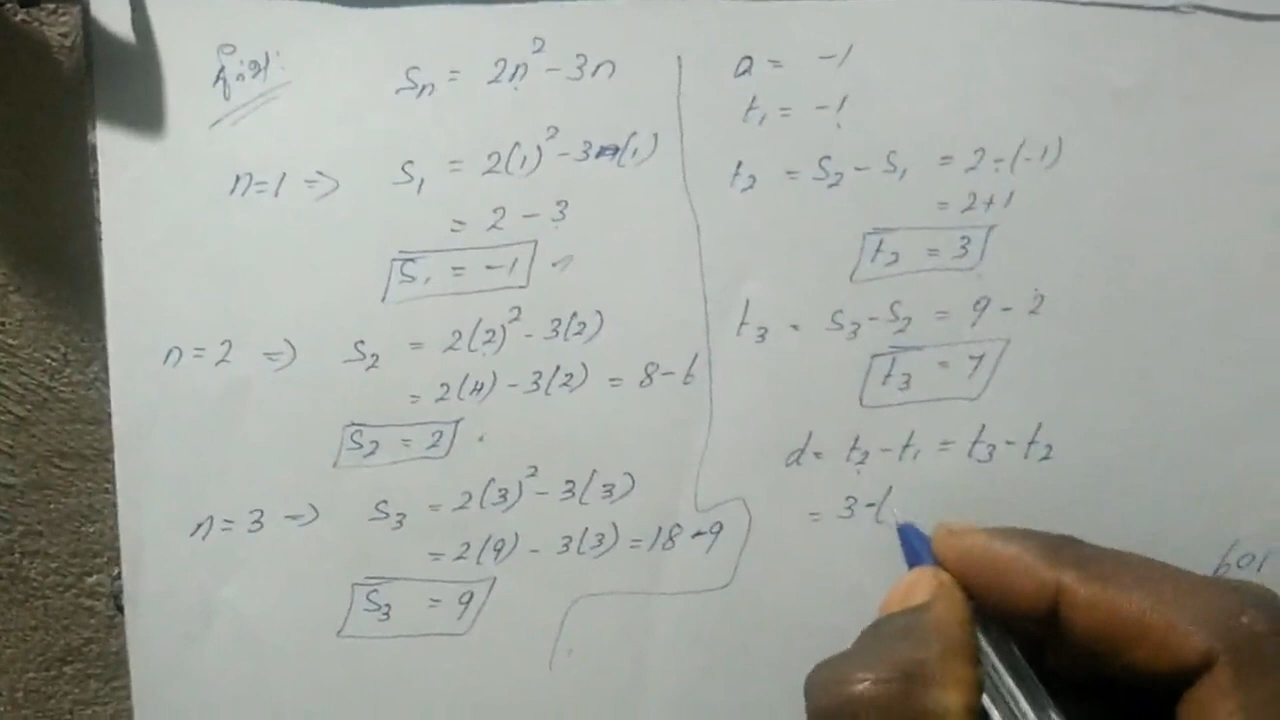 Sₙ = 2n² - 3n
n=1 => S₁ = 2(1)² - 3(1)
= 2 - 3
S₁ = -1
n=2 => S₂ = 2(2)² - 3(2)
= 2(4) - 3(2) = 8-6
S₂ = 2
n=3 => S₃ = 2(3)² - 3(3)
= 2(9) - 3(3) = 18-9
S₃ = 9
a = -1
t₁ = -1
t₂ = S₂ - S₁ = 2-(-1)
= 2+1
t₂ = 3
t₃ = S₃ - S₂ = 9 - 2
t₃ = 7
d = t₂ - t₁ = t₃ - t₂
= 3-(